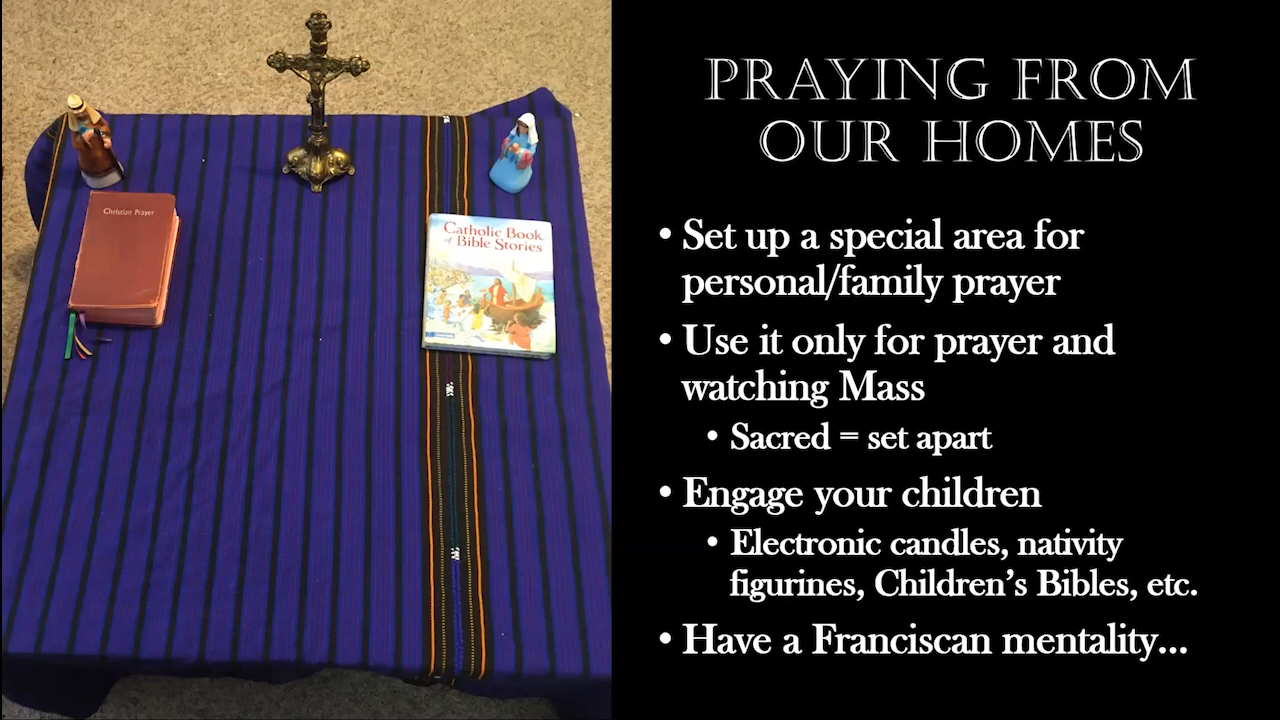 Christian Prayer
Catholic Book
of Bible Stories
PRAYING FROM
OUR HOMES
• Set up a special area for
personal/family prayer
• Use it only for prayer and
watching Mass
• Sacred = set apart
• Engage your children
• Electronic candles, nativity
figurines, Children's Bibles, etc.
• Have a Franciscan mentality...